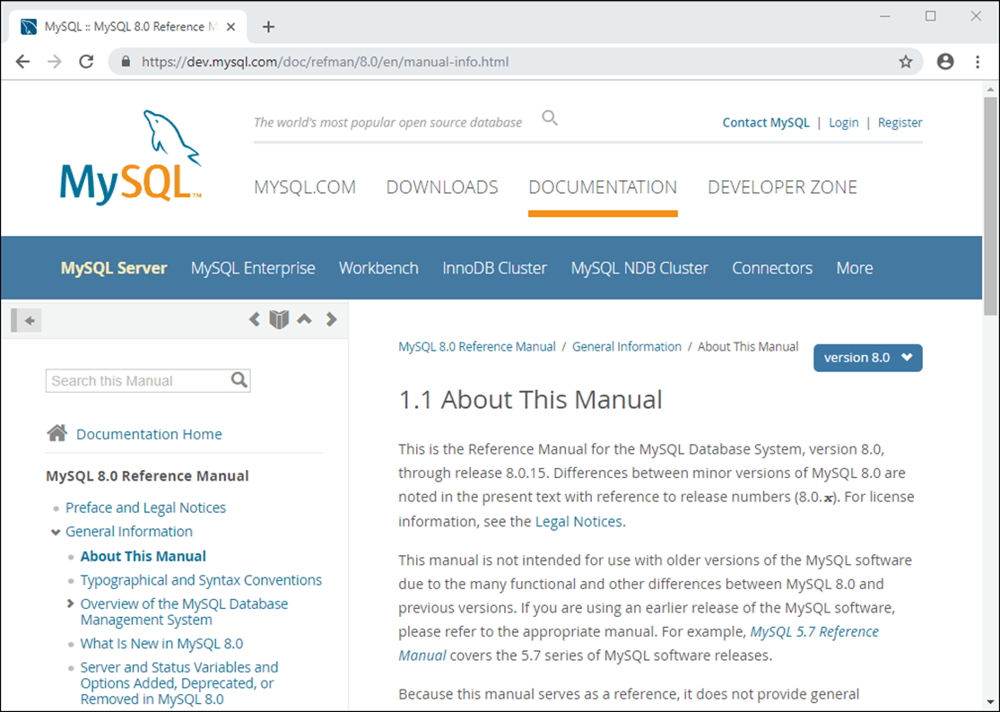 MySQL :: MySQL 8.0 Reference M
https://dev.mysql.com/doc/refman/8.0/en/manual-info.html
The world's most popular open source database
Contact MySQL | Login | Register
MySQL™
MYSQL.COM DOWNLOADS DOCUMENTATION DEVELOPER ZONE
MySQL Server MySQL Enterprise Workbench InnoDB Cluster MySQL NDB Cluster Connectors More
Search this Manual
Documentation Home
MySQL 8.0 Reference Manual
Preface and Legal Notices
General Information
About This Manual
Typographical and Syntax Conventions
Overview of the MySQL Database
Management System
What Is New in MySQL 8.0
Server and Status Variables and
Options Added, Deprecated, or
Removed in MySQL 8.0
MySQL 8.0 Reference Manual / General Information / About This Manual
version 8.0
1.1 About This Manual
This is the Reference Manual for the MySQL Database System, version 8.0,
through release 8.0.15. Differences between minor versions of MySQL 8.0 are
noted in the present text with reference to release numbers (8.0.x). For license
information, see the Legal Notices.
This manual is not intended for use with older versions of the MySQL software
due to the many functional and other differences between MySQL 8.0 and
previous versions. If you are using an earlier release of the MySQL software,
please refer to the appropriate manual. For example, MySQL 5.7 Reference
Manual covers the 5.7 series of MySQL software releases.
Because this manual serves as a reference, it does not provide general